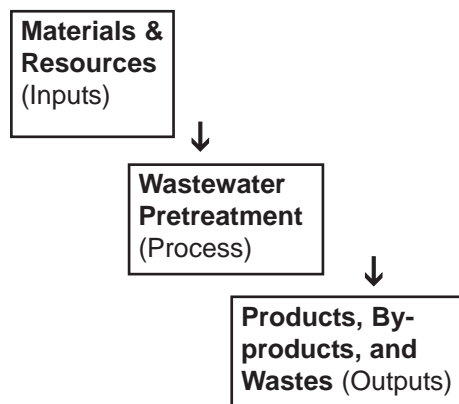 Materials &
Resources
(Inputs)
Wastewater
Pretreatment
(Process)
Products, By-
products, and
Wastes (Outputs)